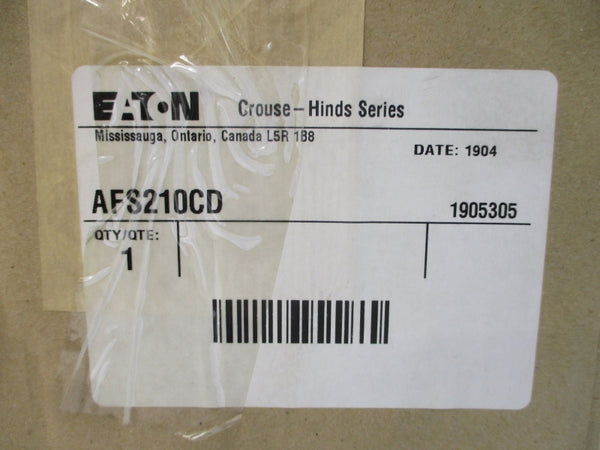 EATON Crouse-Hinds Series
Mississauga, Ontario, Canada L5R 1B8
DATE: 1904
AFS210CD 1905305
QTY/QTE:
1